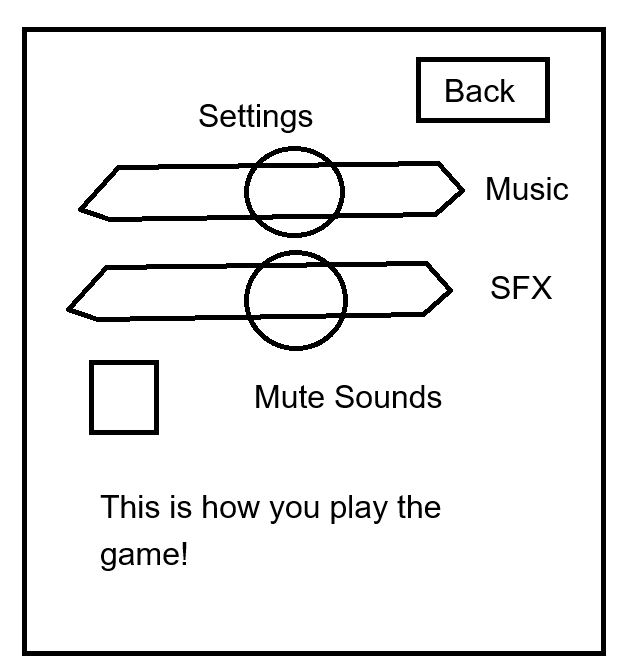 Back
Settings
Music
SFX
Mute Sounds
This is how you play the
game!